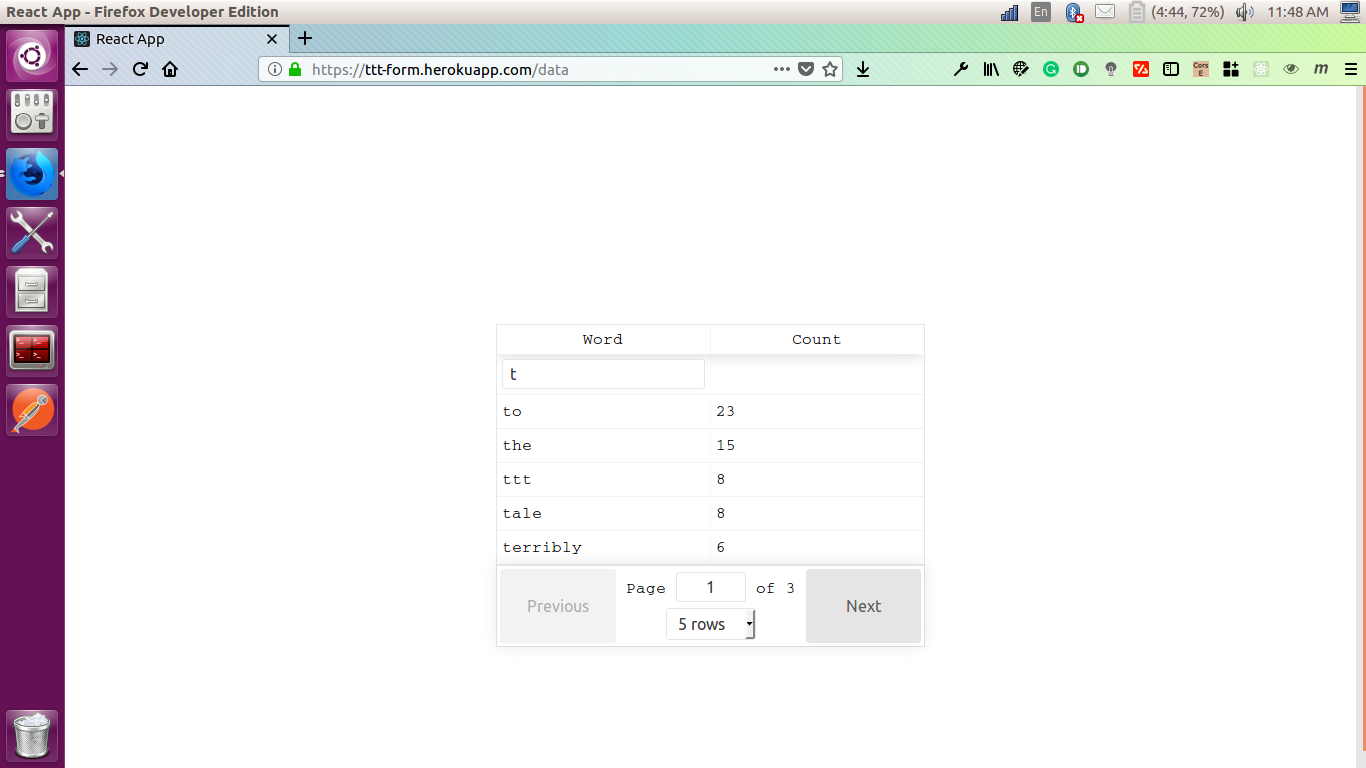 React App - Firefox Developer Edition
En
(4:44, 72%)
11:48 AM
React App
https://ttt-form.herokuapp.com/data
Cors
E
m
Word Count
t
to 23
the 15
ttt 8
tale 8
terribly 6
Previous
Page 1 of 3
5 rows
Next